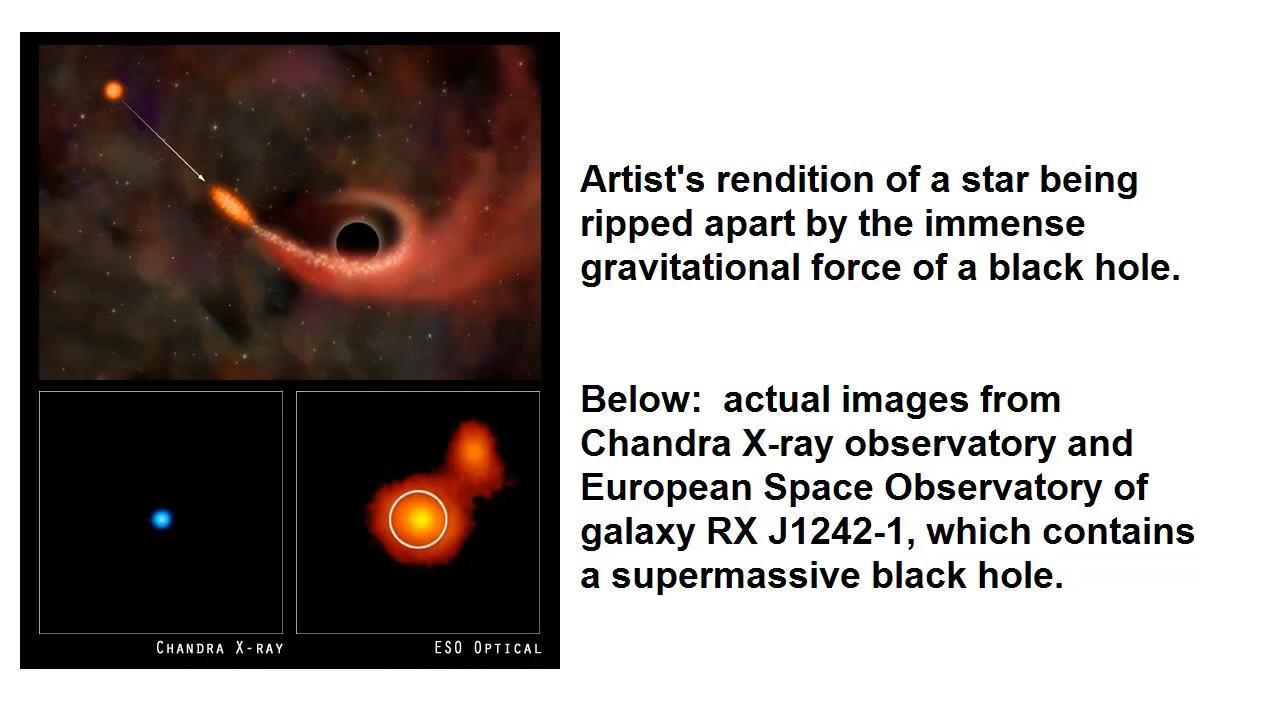 Artist's rendition of a star being
ripped apart by the immense
gravitational force of a black hole.
Below:  actual images from
Chandra X-ray observatory and
European Space Observatory of
galaxy RX J1242-1, which contains
a supermassive black hole.
CHANDRA X-RAY
ESO OPTICAL